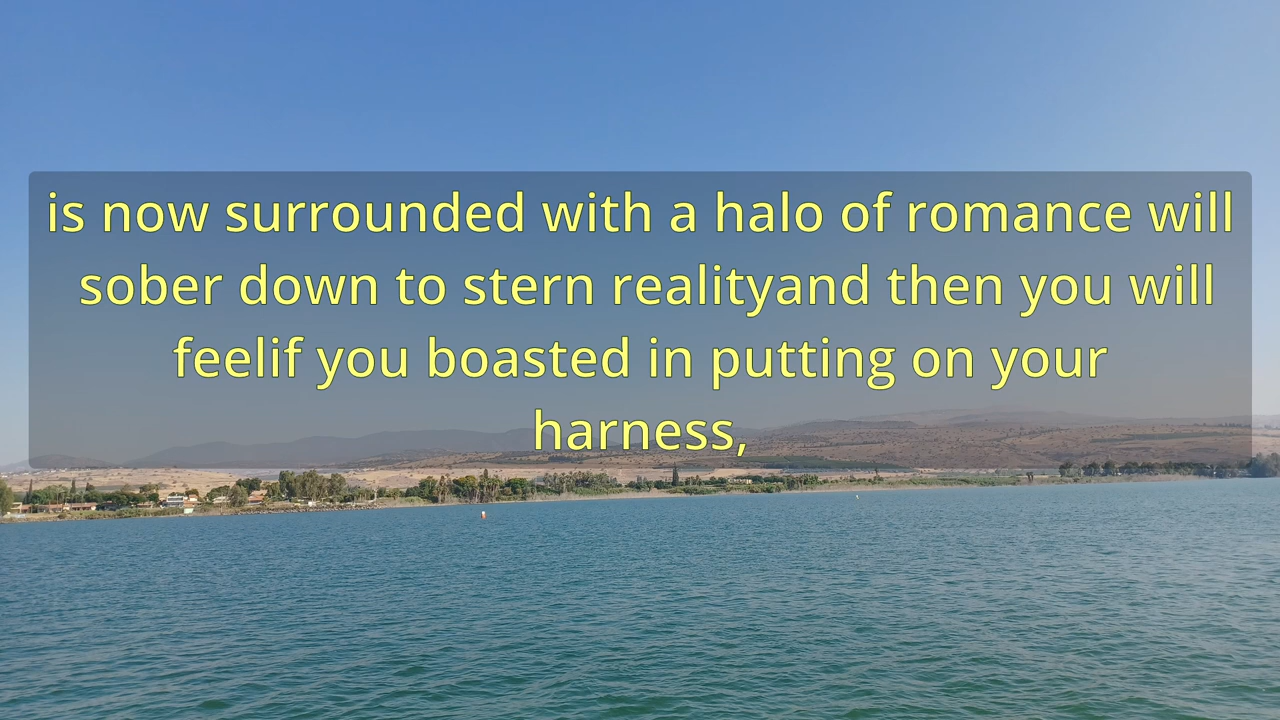 is now surrounded with a halo of romance will
sober down to stern realityand then you will
feelif you boasted in putting on your
harness,